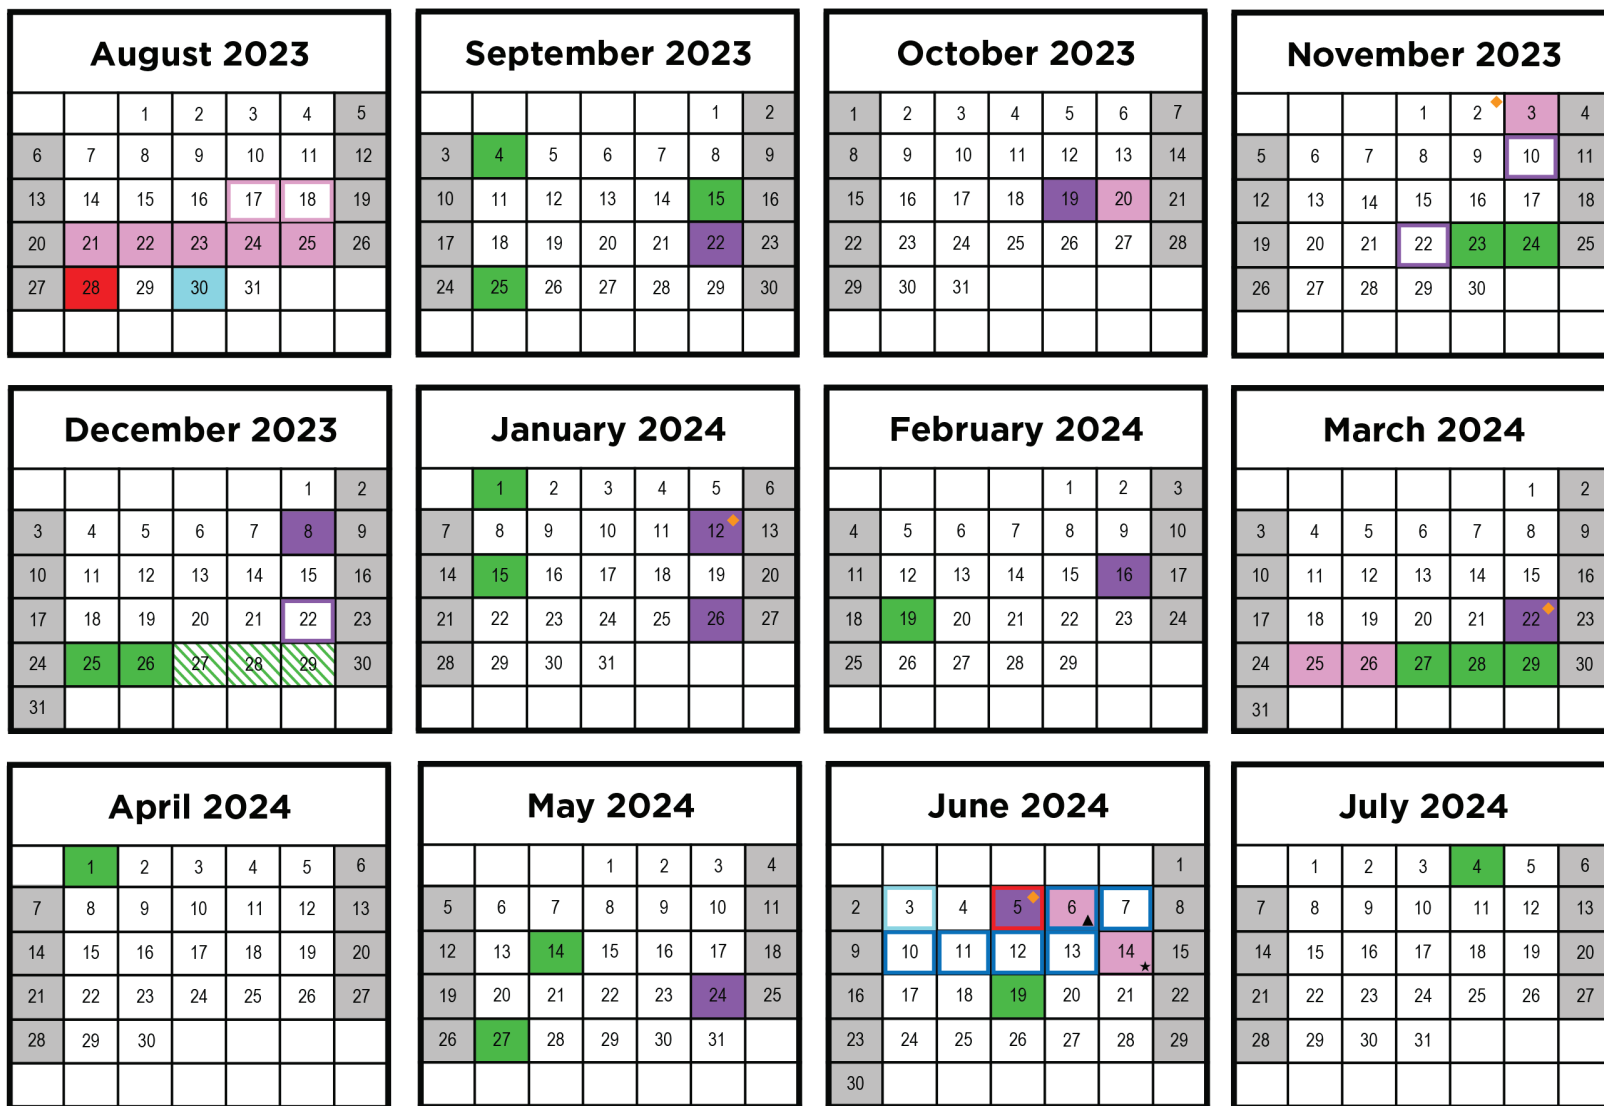 August 2023 September 2023 October 2023 November 2023
1 2 3 4 5 1 2 1 2 3 4 5 6 7 1 2 3 4
6 7 8 9 10 11 12 3 4 5 6 7 8 9 8 9 10 11 12 13 14 5 6 7 8 9 10 11
13 14 15 16 17 18 19 10 11 12 13 14 15 16 15 16 17 18 19 20 21 12 13 14 15 16 17 18
20 21 22 23 24 25 26 17 18 19 20 21 22 23 22 23 24 25 26 27 28 19 20 21 22 23 24 25
27 28 29 30 31 24 25 26 27 28 29 30 29 30 31 26 27 28 29 30
December 2023 January 2024 February 2024 March 2024
1 2 1 2 3 4 5 6 1 2 3 1 2
3 4 5 6 7 8 9 7 8 9 10 11 12 13 4 5 6 7 8 9 10 3 4 5 6 7 8 9
10 11 12 13 14 15 16 14 15 16 17 18 19 20 11 12 13 14 15 16 17 10 11 12 13 14 15 16
17 18 19 20 21 22 23 21 22 23 24 25 26 27 18 19 20 21 22 23 24 17 18 19 20 21 22 23
24 25 26 27 28 29 30 28 29 30 31 25 26 27 28 29 24 25 26 27 28 29 30
31 31
April 2024 May 2024 June 2024 July 2024
1 2 3 4 5 6 1 2 3 4 1 1 2 3 4 5 6
7 8 9 10 11 12 13 5 6 7 8 9 10 11 2 3 4 5 6 7 8 7 8 9 10 11 12 13
14 15 16 17 18 19 20 12 13 14 15 16 17 18 9 10 11 12 13 14 15 14 15 16 17 18 19 20
21 22 23 24 25 26 27 19 20 21 22 23 24 25 16 17 18 19 20 21 22 21 22 23 24 25 26 27
28 29 30 26 27 28 29 30 31 23 24 25 26 27 28 29 28 29 30 31
30